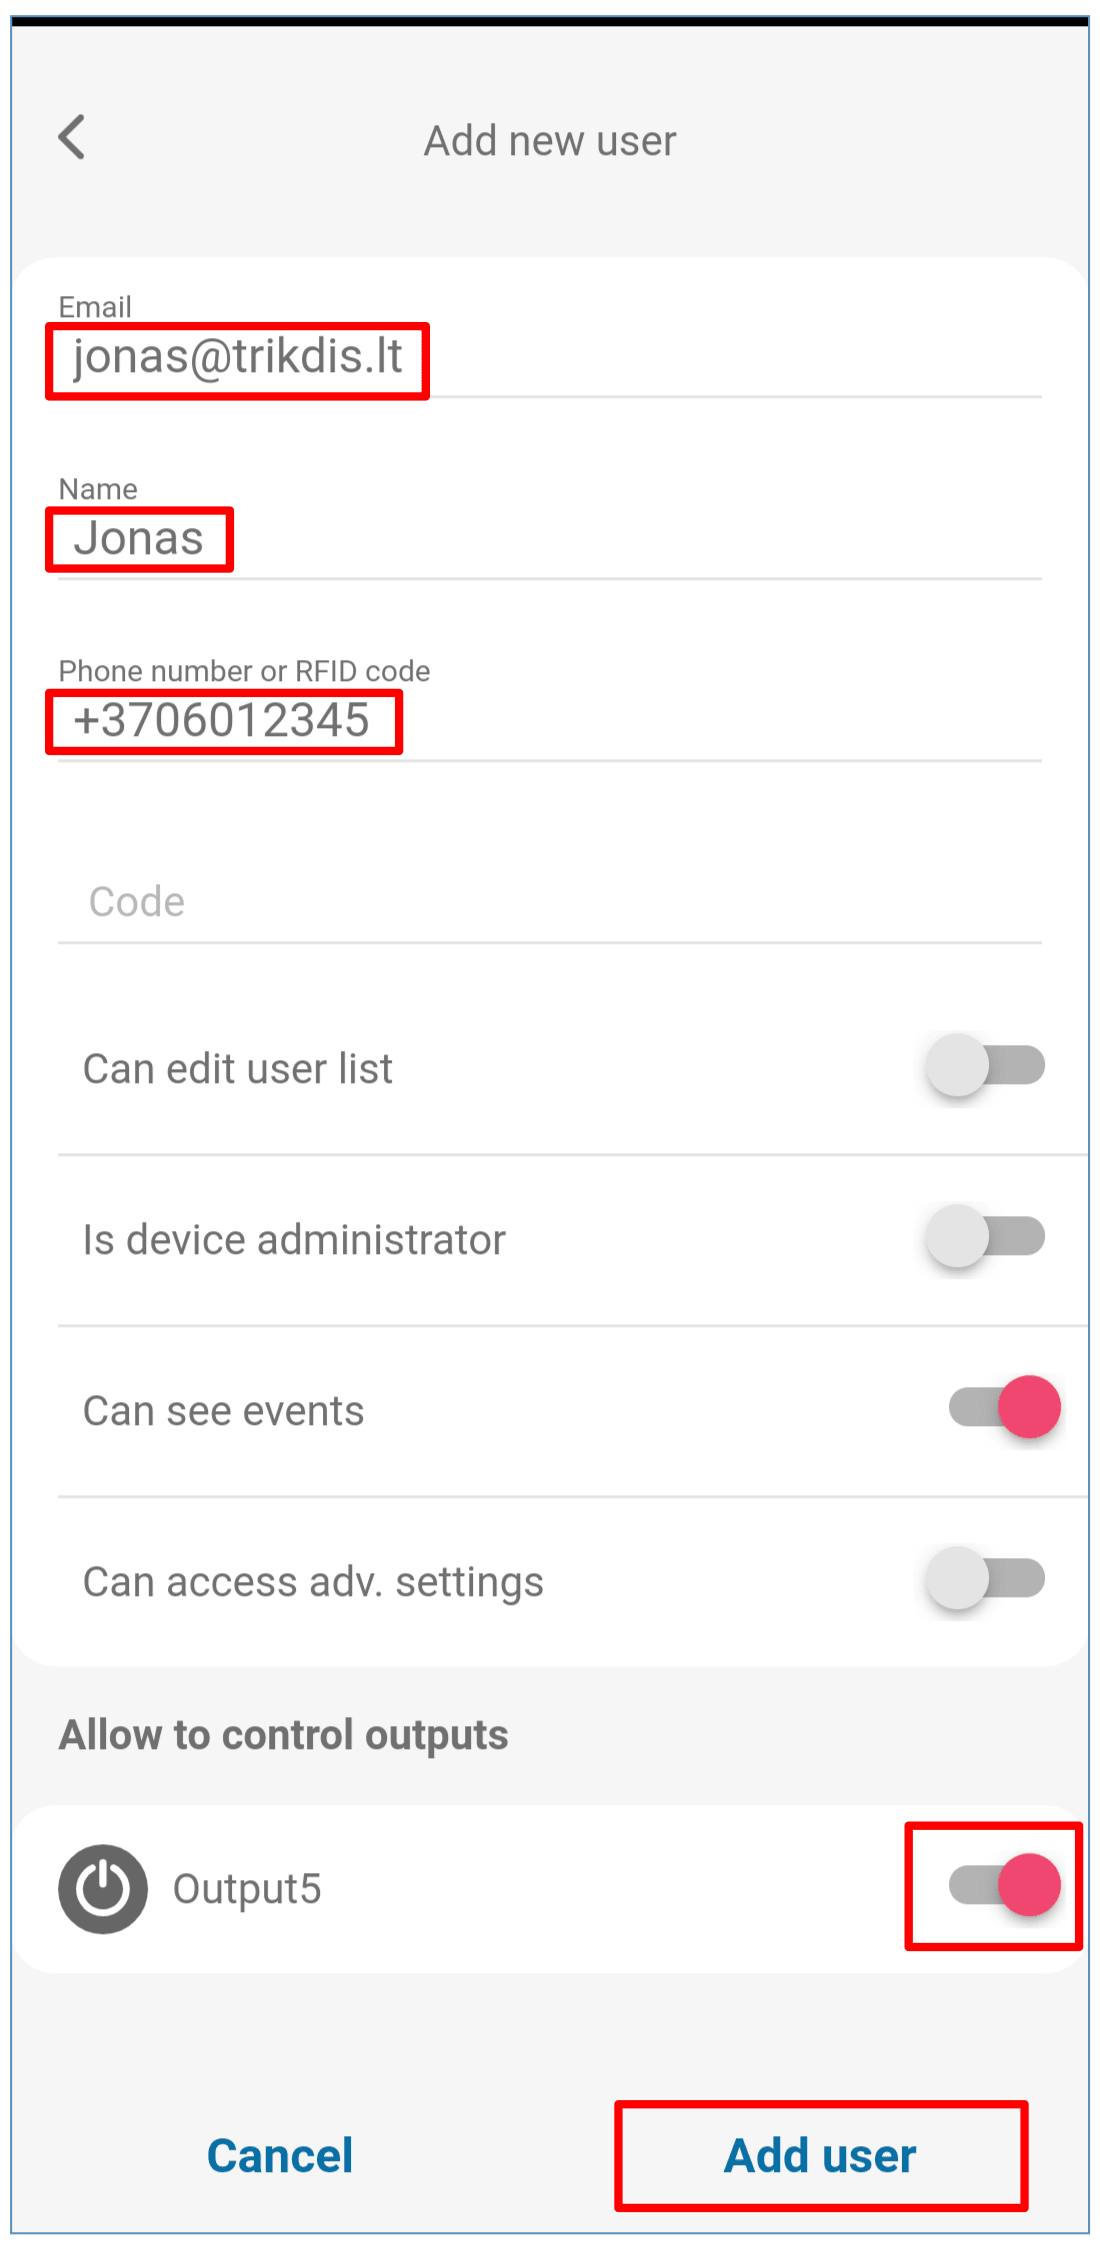 Add new user
Email
jonas@trikdis.lt
Name
Jonas
Phone number or RFID code
+3706012345
Code
Can edit user list
Is device administrator
Can see events
Can access adv. settings
Allow to control outputs
Output5
Cancel
Add user